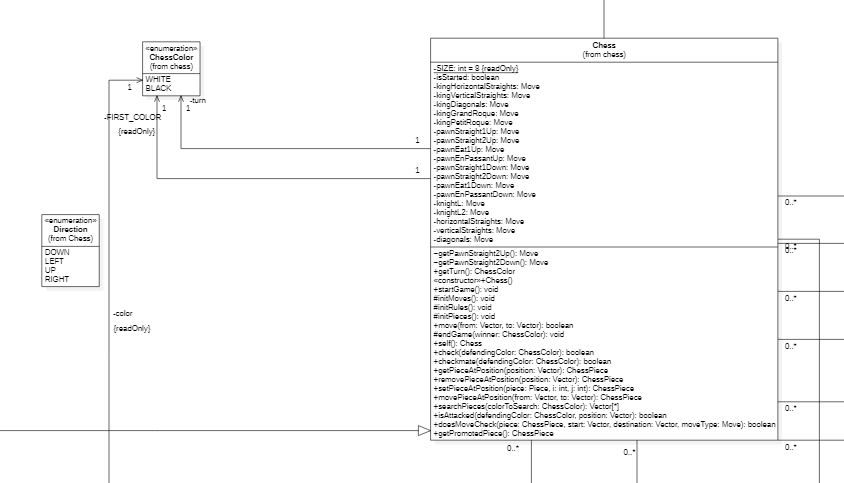 «enumeration»
ChessColor
(from chess)
WHITE
BLACK
1
-turn
1
1
-FIRST_COLOR
{readOnly}
1
1
«enumeration»
Direction
(from Chess)
DOWN
LEFT
UP
RIGHT
-color
{readOnly}
Chess
(from chess)
-SIZE: int = 8 {readOnly}
-isStarted: boolean
-kingHorizontalStraights: Move
-kingVerticalStraights: Move
-kingDiagonals: Move
-kingGrandRoque: Move
-kingPetitRoque: Move
-pawnStraight1Up: Move
-pawnStraight2Up: Move
-pawnEat1Up: Move
-pawnEnPassantUp: Move
-pawnStraight1Down: Move
-pawnStraight2Down: Move
-pawnEat1Down: Move
-pawnEnPassantDown: Move
-knightL: Move
-knightL2: Move
-horizontalStraights: Move
-verticalStraights: Move
-diagonals: Move
~getPawnStraight2Up(): Move
~getPawnStraight2Down(): Move
+getTurn(): ChessColor
«constructor»+Chess()
+startGame(): void
#initMoves(): void
#initRules(): void
#initPieces(): void
+move(from: Vector, to: Vector): boolean
#endGame(winner: ChessColor): void
+self(): Chess
+check(defendingColor: ChessColor): boolean
+checkmate(defendingColor: ChessColor): boolean
+getPieceAtPosition(position: Vector): ChessPiece
+removePieceAtPosition(position: Vector): ChessPiece
+setPieceAtPosition(piece: Piece, i: int, j: int): ChessPiece
+movePieceAtPosition(from: Vector, to: Vector): ChessPiece
+searchPieces(colorToSearch: ChessColor): Vector[*]
+isAttacked(defendingColor: ChessColor, position: Vector): boolean
+doesMoveCheck(piece: ChessPiece, start: Vector, destination: Vector, moveType: Move): boolean
+getPromotedPiece(): ChessPiece
0..*
0..*
0..*
0..*
0..*
0..*
0..*
0..*
0..*